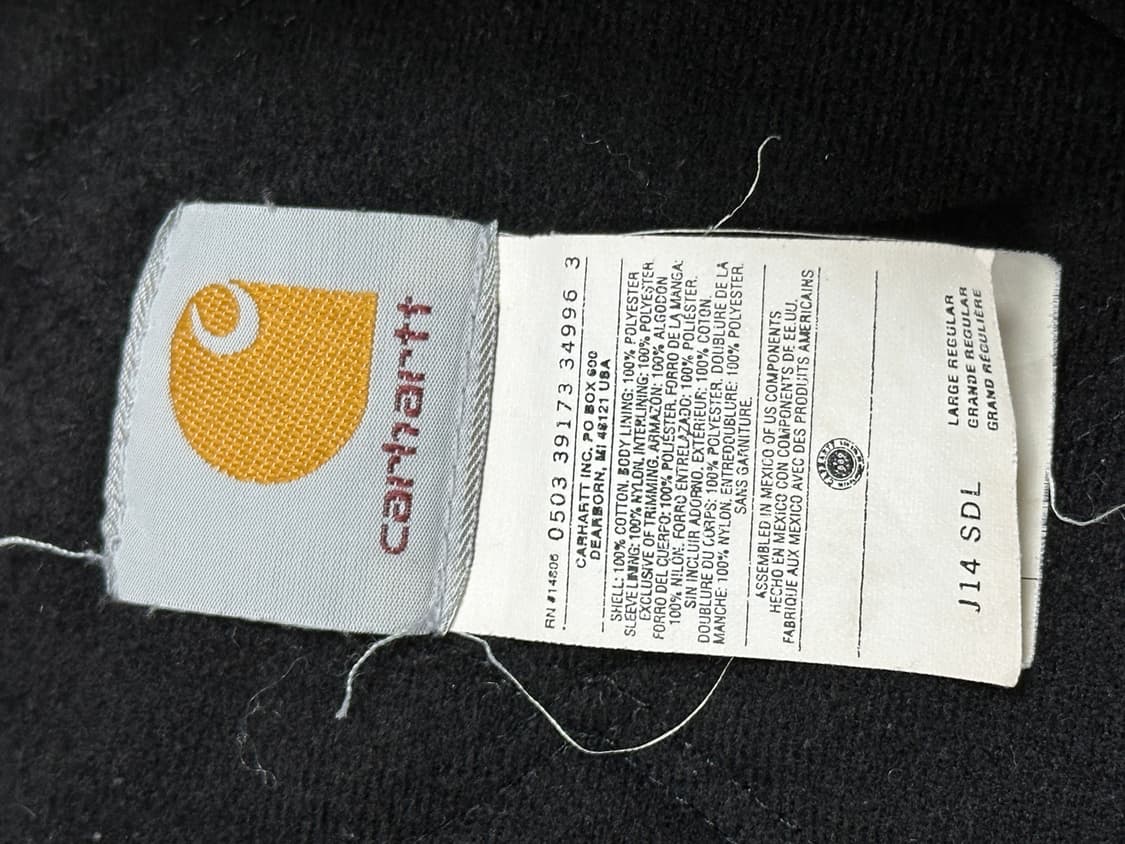 carhartt
RN #14806 0503 39173 34996 3
CARHARTT INC. PO BOX 600
DEARBORN, MI 48121 USA
SHELL: 100% COTTON. BODY LINING: 100% POLYESTER
SLEEVE LINING: 100% NYLON. INTERLINING: 100% POLYESTER.
EXCLUSIVE OF TRIMMING. ARMAZÓN: 100% ALGODÓN
FORRO DEL CUERPO: 100% POLIESTER. FORRO DE LA MANGA:
100% NILON. FORRO ENTRELAZADO: 100% POLIESTER.
SIN INCLUIR ADORNO. EXTERIEUR: 100% COTON.
DOUBLURE DU CORPS: 100% POLYESTER. DOUBLURE DE LA
MANCHE: 100% NYLON. ENTREDOUBLURE: 100% POLYESTER.
SANS GARNITURE.
ASSEMBLED IN MEXICO OF US COMPONENTS
HECHO EN MEXICO CON COMPONENTS DE EE.UU.
FABRIQUE AUX MEXICO AVEC DES PRODUITS AMERICAINS
LARGE REGULAR
GRANDE REGULAR
J14 SDL GRAND RÉGULIÈRE